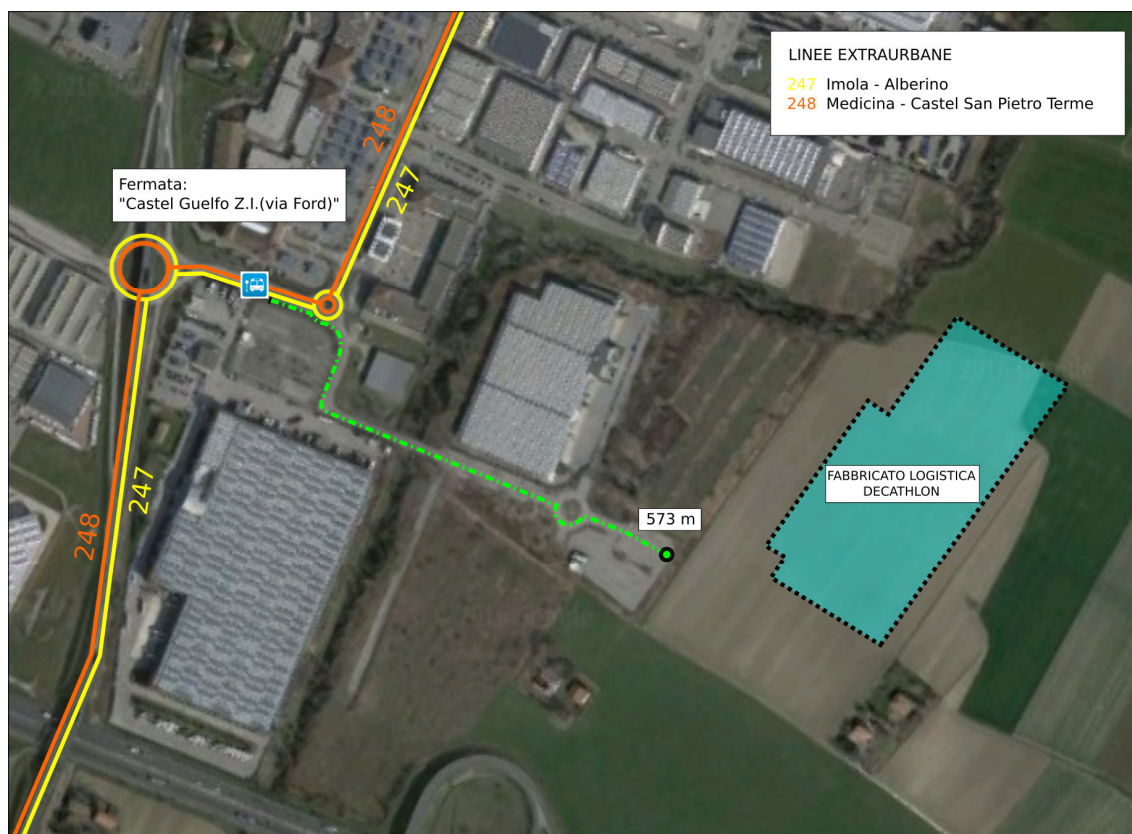 LINEE EXTRAURBANE
247 Imola - Alberino
248 Medicina - Castel San Pietro Terme
248
247
Fermata:
"Castel Guelfo Z.I.(via Ford)"
FABBRICATO LOGISTICA
DECATHLON
247
248
573 m